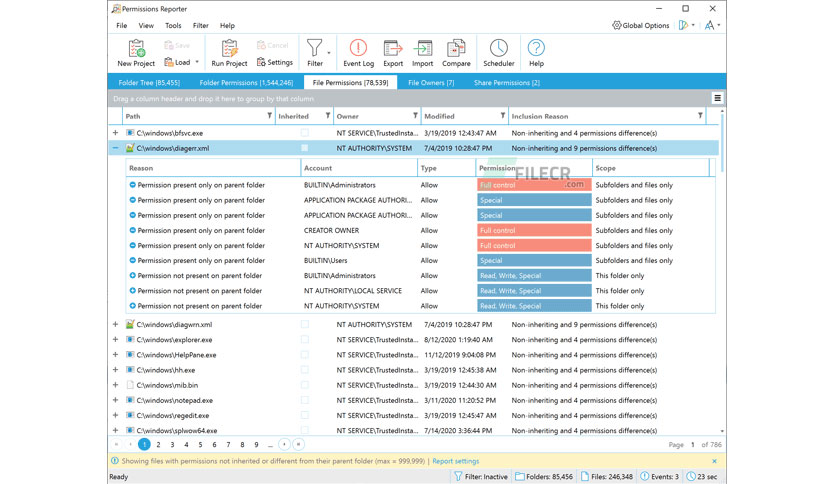 Permissions Reporter
File View Tools Filter Help Global Options
New Project Save Load Run Project Cancel Settings Filter Event Log Export Import Compare Scheduler Help
Folder Tree [85,455] Folder Permissions [1,544,246] File Permissions [78,539] File Owners [7] Share Permissions [2]
Drag a column header and drop it here to group by that column
Path Inherited Owner Modified Inclusion Reason
C:\windows\bfsvc.exe NT SERVICE\TrustedInsta... 3/19/2019 12:43:47 AM Non-inheriting and 4 permissions difference(s)
C:\windows\diagerr.xml NT AUTHORITY\SYSTEM 7/4/2019 10:28:47 PM Non-inheriting and 9 permissions difference(s)
Reason Account Type Permission Scope
FILECR
.com
Permission present only on parent folder BUILTIN\Administrators Allow Full control Subfolders and files only
Permission present only on parent folder APPLICATION PACKAGE AUTHORI... Allow Special Subfolders and files only
Permission present only on parent folder APPLICATION PACKAGE AUTHORI... Allow Special Subfolders and files only
Permission present only on parent folder CREATOR OWNER Allow Full control Subfolders and files only
Permission present only on parent folder NT AUTHORITY\SYSTEM Allow Full control Subfolders and files only
Permission present only on parent folder BUILTIN\Users Allow Special Subfolders and files only
Permission not present on parent folder BUILTIN\Administrators Allow Read, Write, Special This folder only
Permission not present on parent folder NT AUTHORITY\LOCAL SERVICE Allow Read, Write, Special This folder only
Permission not present on parent folder NT AUTHORITY\SYSTEM Allow Read, Write, Special This folder only
C:\windows\diagwrn.xml NT AUTHORITY\SYSTEM 7/4/2019 10:28:47 PM Non-inheriting and 9 permissions difference(s)
C:\windows\explorer.exe NT SERVICE\TrustedInsta... 8/12/2020 1:19:40 AM Non-inheriting and 4 permissions difference(s)
C:\windows\HelpPane.exe NT SERVICE\TrustedInsta... 11/12/2019 9:04:08 PM Non-inheriting and 4 permissions difference(s)
C:\windows\hh.exe NT SERVICE\TrustedInsta... 3/19/2019 12:45:38 AM Non-inheriting and 4 permissions difference(s)
C:\windows\mib.bin NT SERVICE\TrustedInsta... 3/19/2019 12:44:30 AM Non-inheriting and 4 permissions difference(s)
C:\windows\notepad.exe NT SERVICE\TrustedInsta... 3/11/2020 11:20:52 PM Non-inheriting and 4 permissions difference(s)
C:\windows\regedit.exe NT SERVICE\TrustedInsta... 3/19/2019 12:45:47 AM Non-inheriting and 4 permissions difference(s)
C:\windows\splwow64.exe NT SERVICE\TrustedInsta... 7/14/2020 3:36:44 PM Non-inheriting and 4 permissions difference(s)
1 2 3 4 5 6 7 8 9 ... Page 1 of 786
Showing files with permissions not inherited or different from their parent folder (max = 999,999) | Report settings
Ready Filter: Inactive Folders: 85,456 Files: 246,348 Events: 3 23 sec